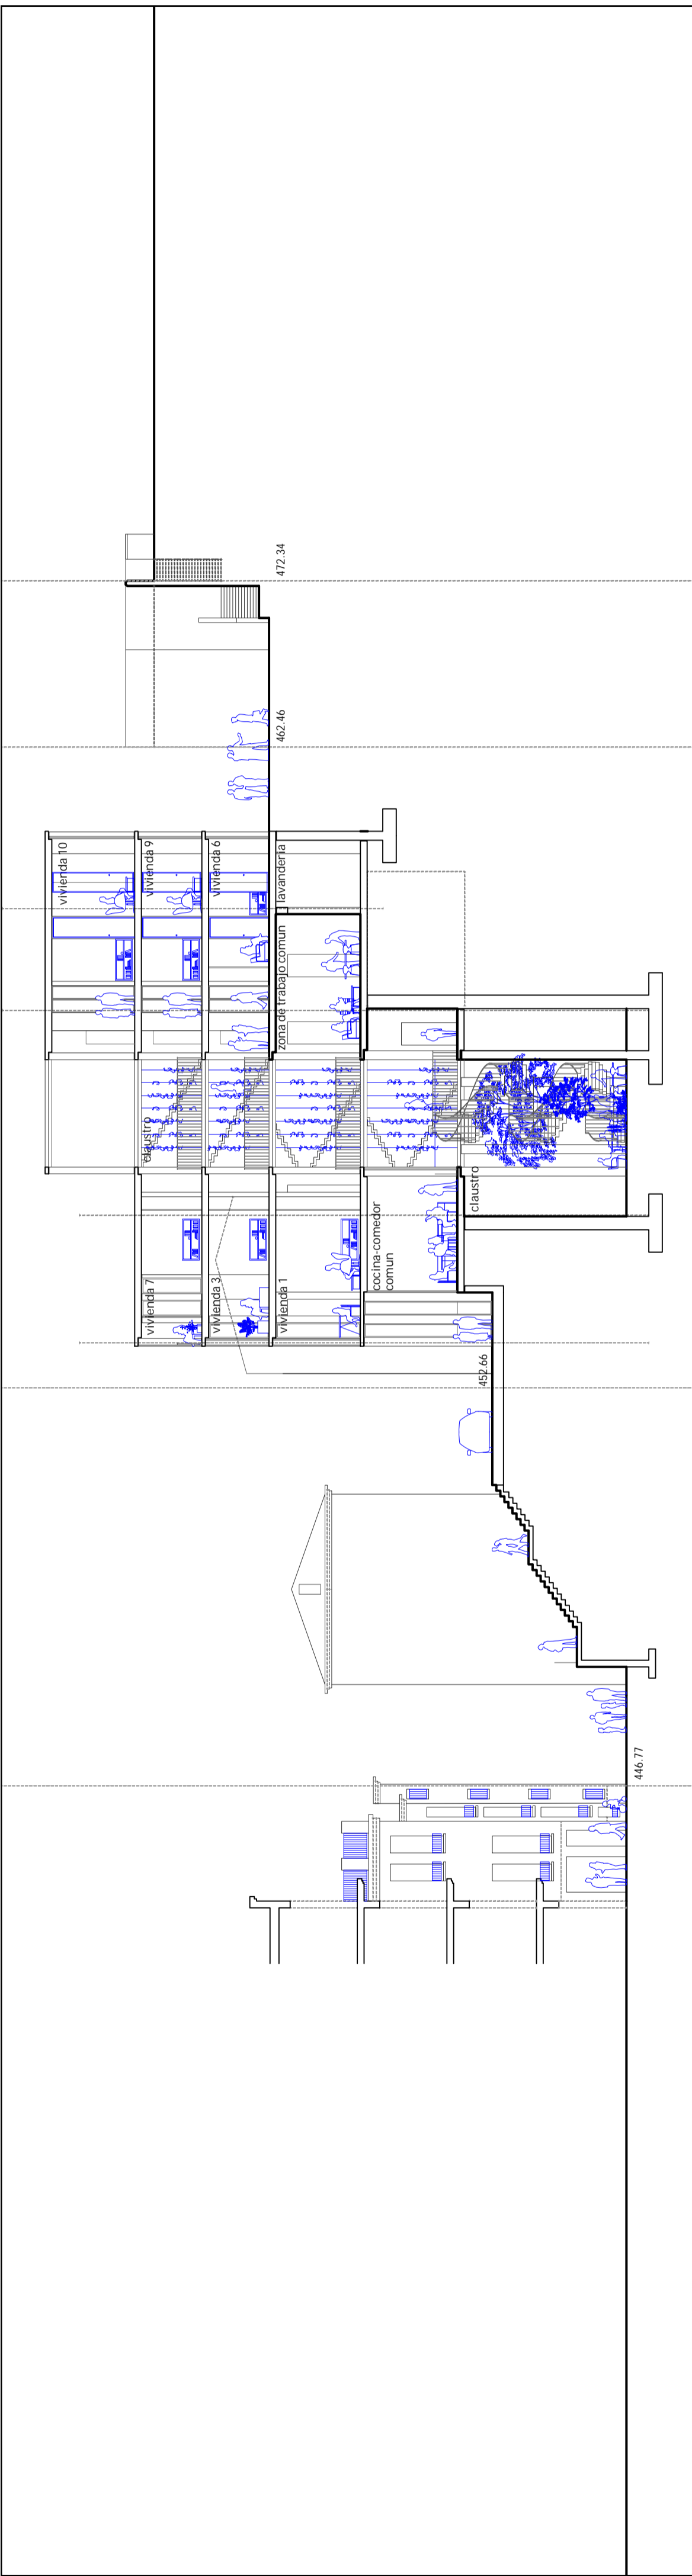 472.34
462.46
vivienda 10
vivienda 9
vivienda 6
lavanderia
zona de trabajo comun
claustro
claustro
vivienda 7
vivienda 3
vivienda 1
cocina-comedor
comun
452.66
446.77